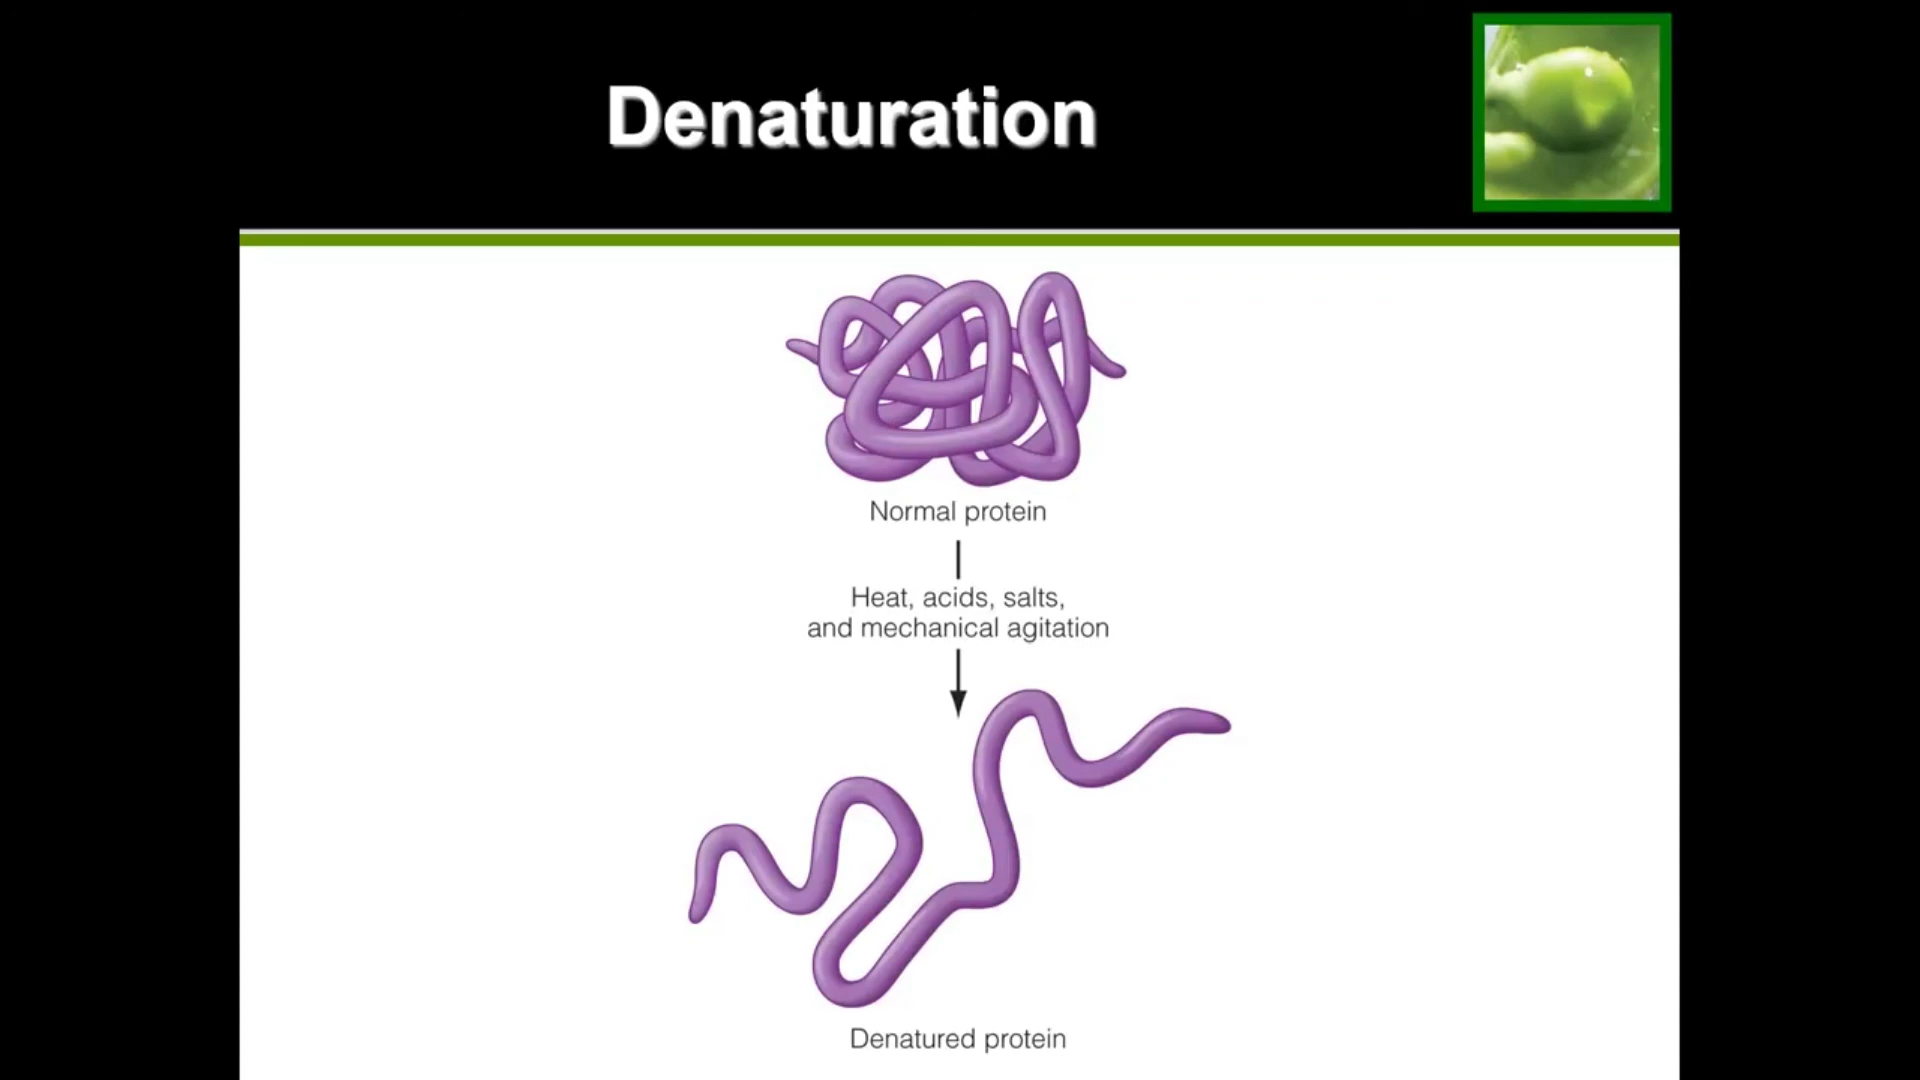 Denaturation
Normal protein
Heat, acids, salts,
and mechanical agitation
Denatured protein